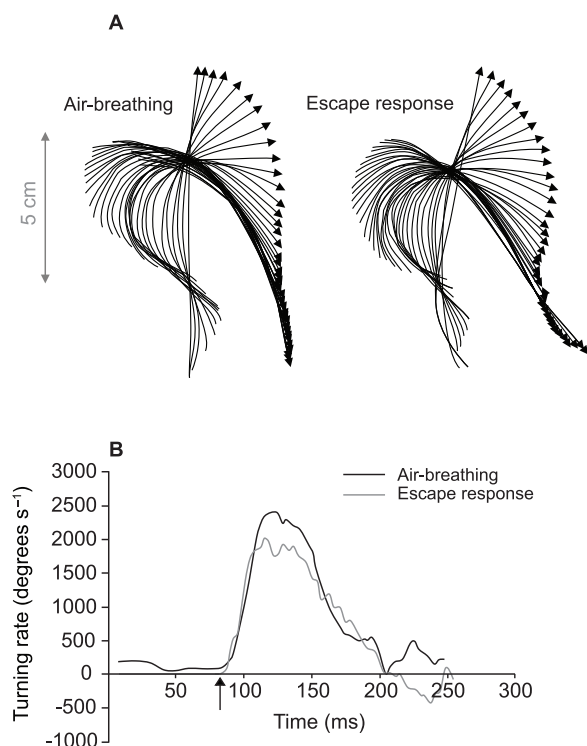 A
Air-breathing
Escape response
5 cm
B
Air-breathing
Escape response
Turning rate (degrees s⁻¹)
3000
2500
2000
1500
1000
500
0
-500
-1000
50
100
150
200
250
300
Time (ms)